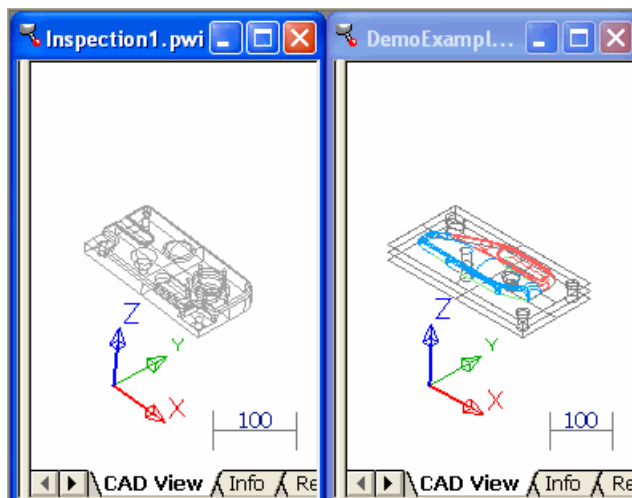 Inspection1.pwi
DemoExampl...
Z
Y
X
100
Z
Y
X
100
CAD View Info Re
CAD View Info Re